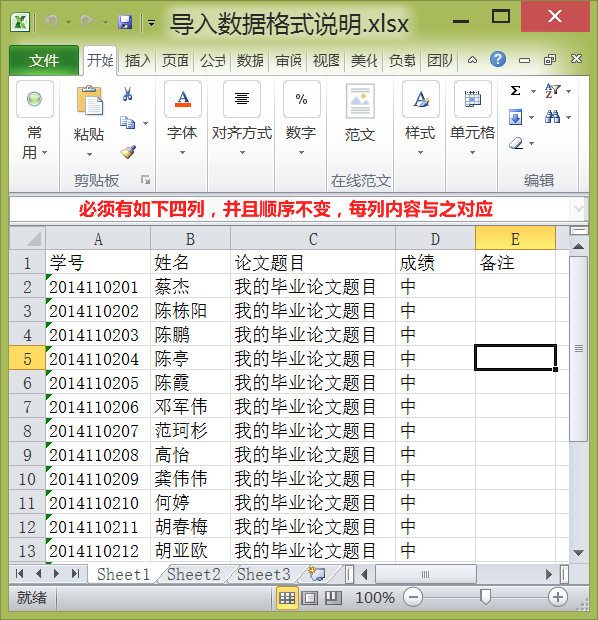 导入数据格式说明.xlsx
文件 开始 插入 页面 公式 数据 审阅 视图 美化 负载 团队
常用 粘贴 字体 对齐方式 % 数字 范文 样式 单元格 Σ
剪贴板 在线范文 编辑
必须有如下四列，并且顺序不变，每列内容与之对应
A B C D E
1 学号 姓名 论文题目 成绩 备注
2 2014110201 蔡杰 我的毕业论文题目 中
3 2014110202 陈栋阳 我的毕业论文题目 中
4 2014110203 陈鹏 我的毕业论文题目 中
5 2014110204 陈亭 我的毕业论文题目 中
6 2014110205 陈霞 我的毕业论文题目 中
7 2014110206 邓军伟 我的毕业论文题目 中
8 2014110207 范珂杉 我的毕业论文题目 中
9 2014110208 高怡 我的毕业论文题目 中
10 2014110209 龚伟伟 我的毕业论文题目 中
11 2014110210 何婷 我的毕业论文题目 中
12 2014110211 胡春梅 我的毕业论文题目 中
13 2014110212 胡亚欧 我的毕业论文题目 中
Sheet1 Sheet2 Sheet3
就绪 100%